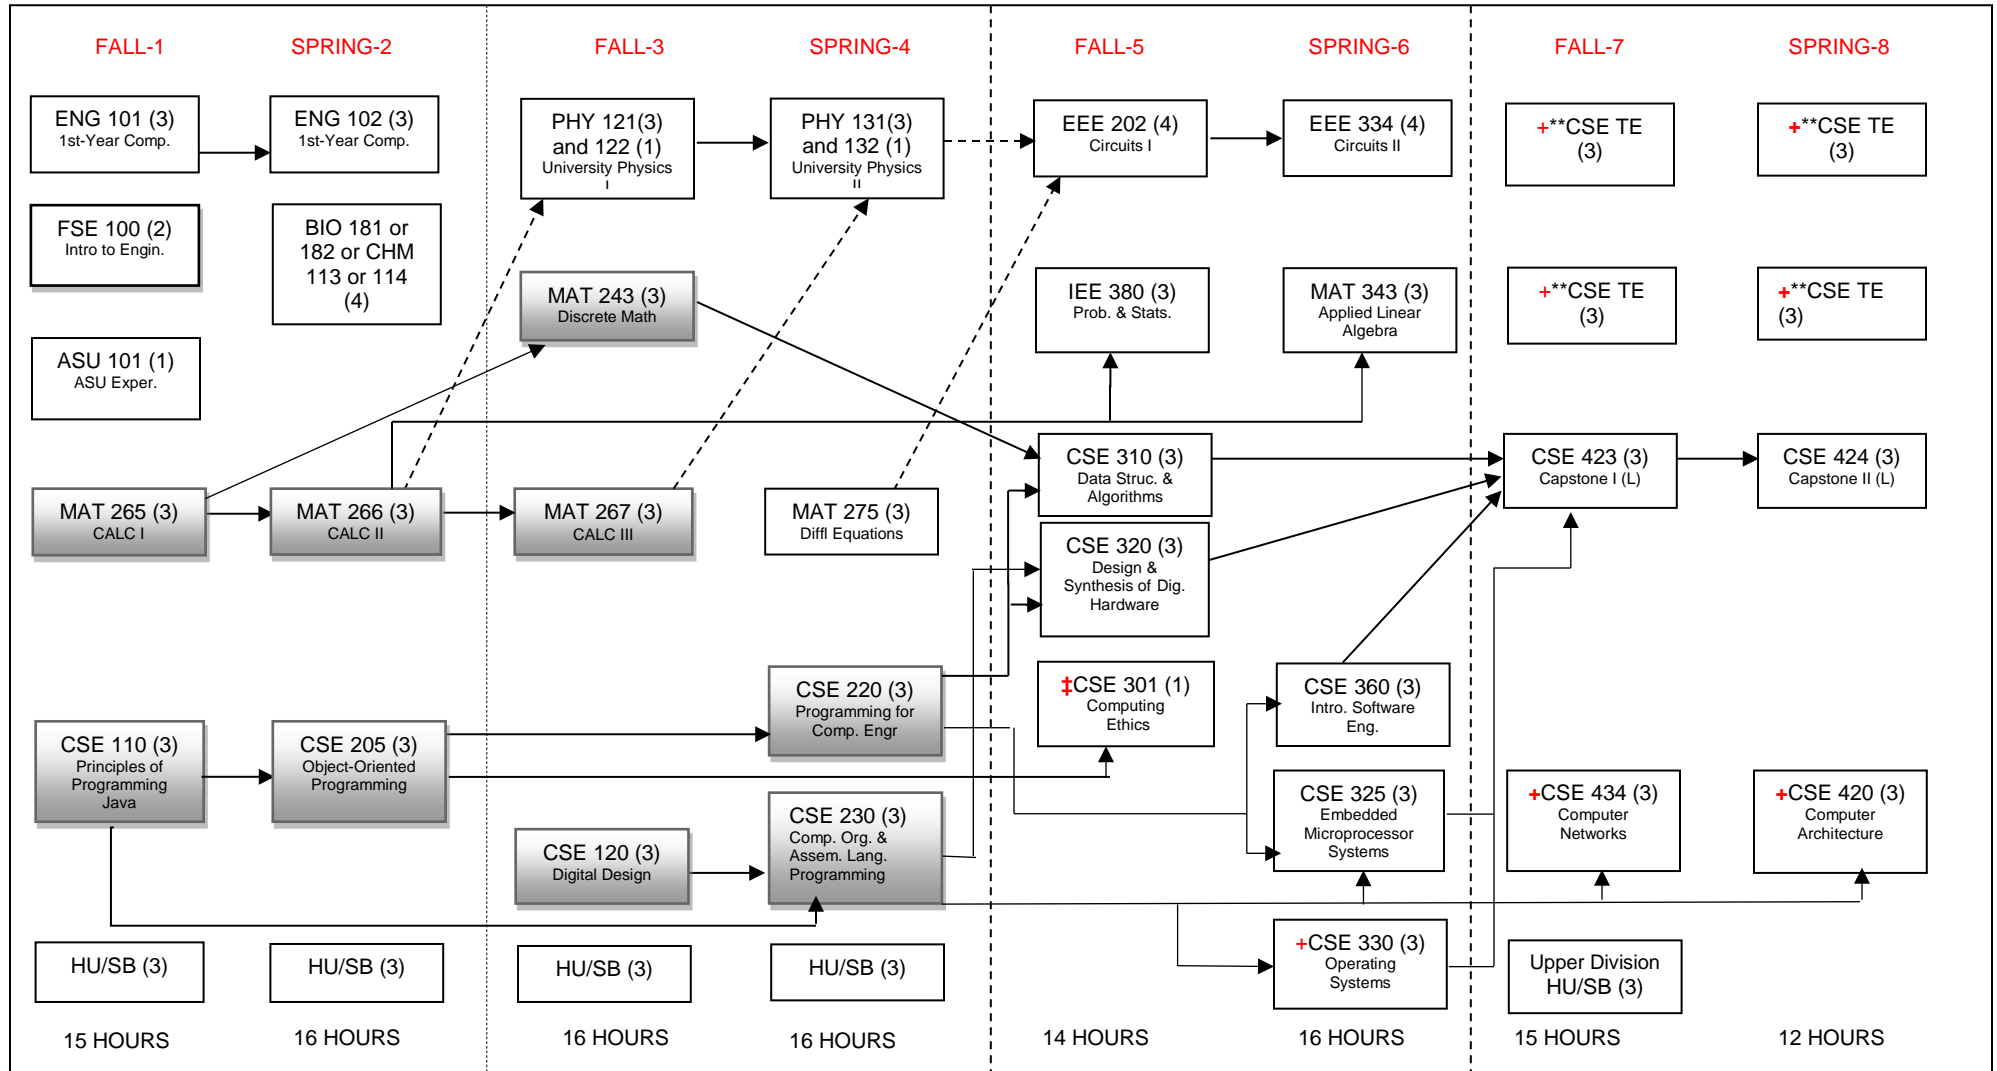 FALL-1
SPRING-2
FALL-3
SPRING-4
FALL-5
SPRING-6
FALL-7
SPRING-8
ENG 101 (3)
1st-Year Comp.
ENG 102 (3)
1st-Year Comp.
PHY 121(3)
and 122 (1)
University Physics
I
PHY 131(3)
and 132 (1)
University Physics
II
EEE 202 (4)
Circuits I
EEE 334 (4)
Circuits II
+**CSE TE
(3)
+**CSE TE
(3)
FSE 100 (2)
Intro to Engin.
BIO 181 or
182 or CHM
113 or 114
(4)
MAT 243 (3)
Discrete Math
IEE 380 (3)
Prob. & Stats.
MAT 343 (3)
Applied Linear
Algebra
+**CSE TE
(3)
+**CSE TE
(3)
ASU 101 (1)
ASU Exper.
MAT 265 (3)
CALC I
MAT 266 (3)
CALC II
MAT 267 (3)
CALC III
MAT 275 (3)
Diffl Equations
CSE 310 (3)
Data Struc. &
Algorithms
CSE 423 (3)
Capstone I (L)
CSE 424 (3)
Capstone II (L)
CSE 320 (3)
Design &
Synthesis of Dig.
Hardware
CSE 110 (3)
Principles of
Programming
Java
CSE 205 (3)
Object-Oriented
Programming
CSE 220 (3)
Programming for
Comp. Engr
‡CSE 301 (1)
Computing
Ethics
CSE 360 (3)
Intro. Software
Eng.
CSE 120 (3)
Digital Design
CSE 230 (3)
Comp. Org. &
Assem. Lang.
Programming
CSE 325 (3)
Embedded
Microprocessor
Systems
+CSE 434 (3)
Computer
Networks
+CSE 420 (3)
Computer
Architecture
HU/SB (3)
HU/SB (3)
HU/SB (3)
HU/SB (3)
+CSE 330 (3)
Operating
Systems
Upper Division
HU/SB (3)
15 HOURS
16 HOURS
16 HOURS
16 HOURS
14 HOURS
16 HOURS
15 HOURS
12 HOURS